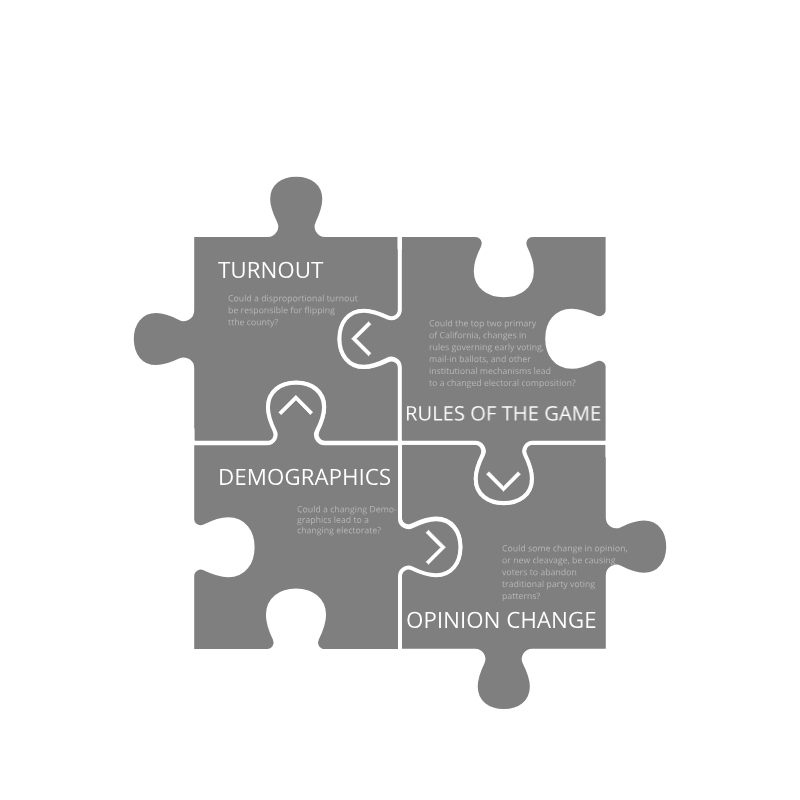 TURNOUT
Could a disproportional turnout
be responsible for flipping
tthe county?
Could the top two primary
of California, changes in
rules governing early voting,
mail-in ballots, and other
institutional mechanisms lead
to a changed electoral composition?
RULES OF THE GAME
DEMOGRAPHICS
Could a changing Demo-
graphics lead to a
changing electorate?
Could some change in opinion,
or new cleavage, be causing
voters to abandon
traditional party voting
patterns?
OPINION CHANGE